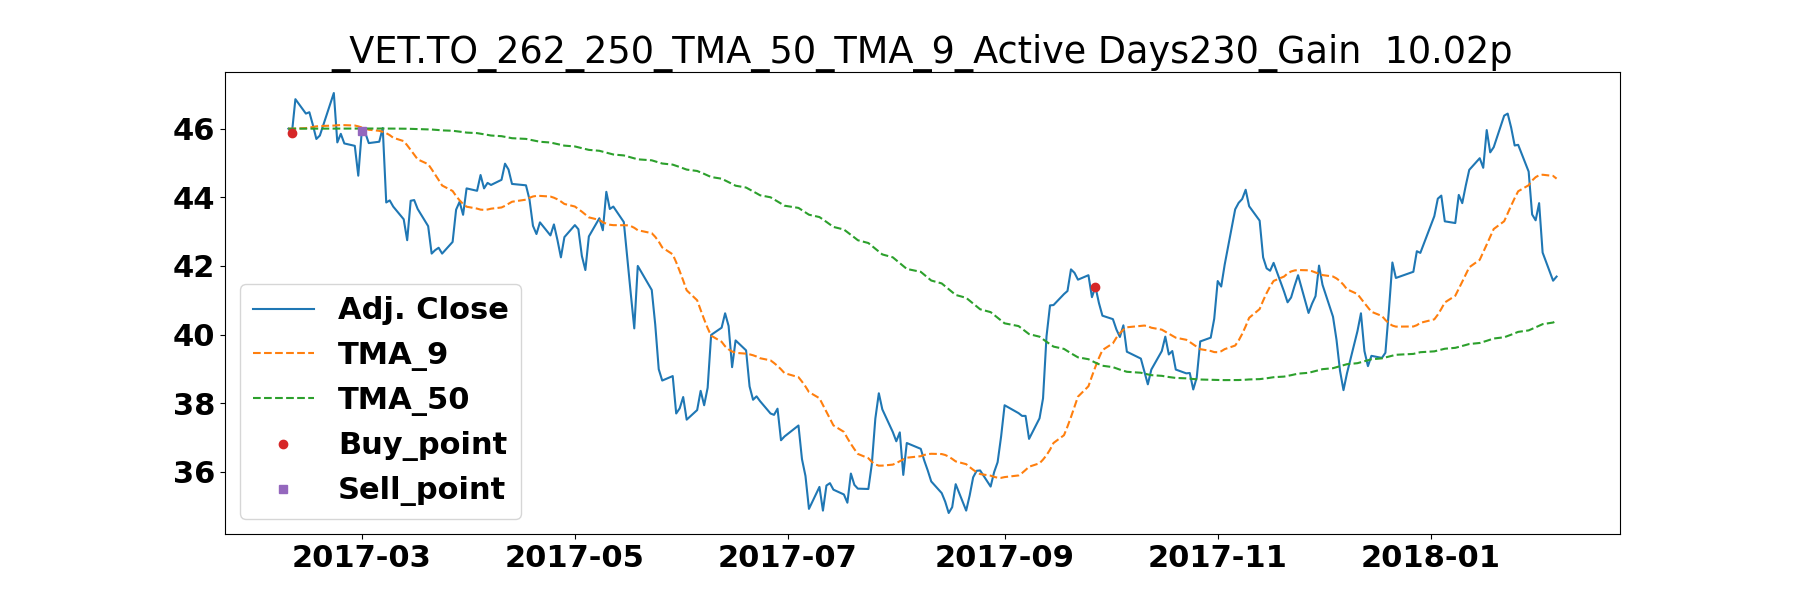 _VET.TO_262_250_TMA_50_TMA_9_Active Days230_Gain  10.02p
46
44
42
40
38
36
Adj. Close
TMA_9
TMA_50
Buy_point
Sell_point
2017-03 2017-05 2017-07 2017-09 2017-11 2018-01